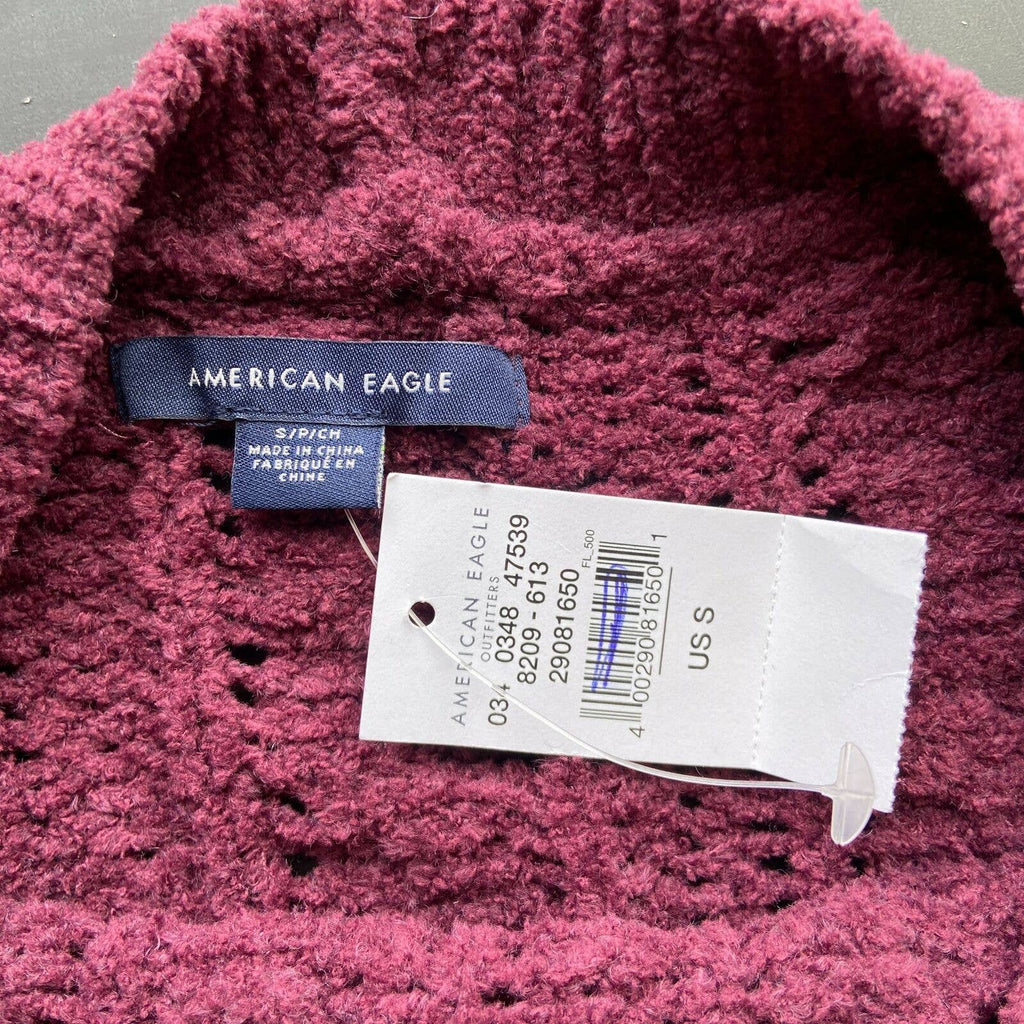 AMERICAN EAGLE
S/P/CH
MADE IN CHINA
FABRIQUÉ EN
CHINE
AMERICAN EAGLE
OUTFITTERS
034 0348 47539
8209 - 613
29081650
FL_500
4 00290 81650 1
US S